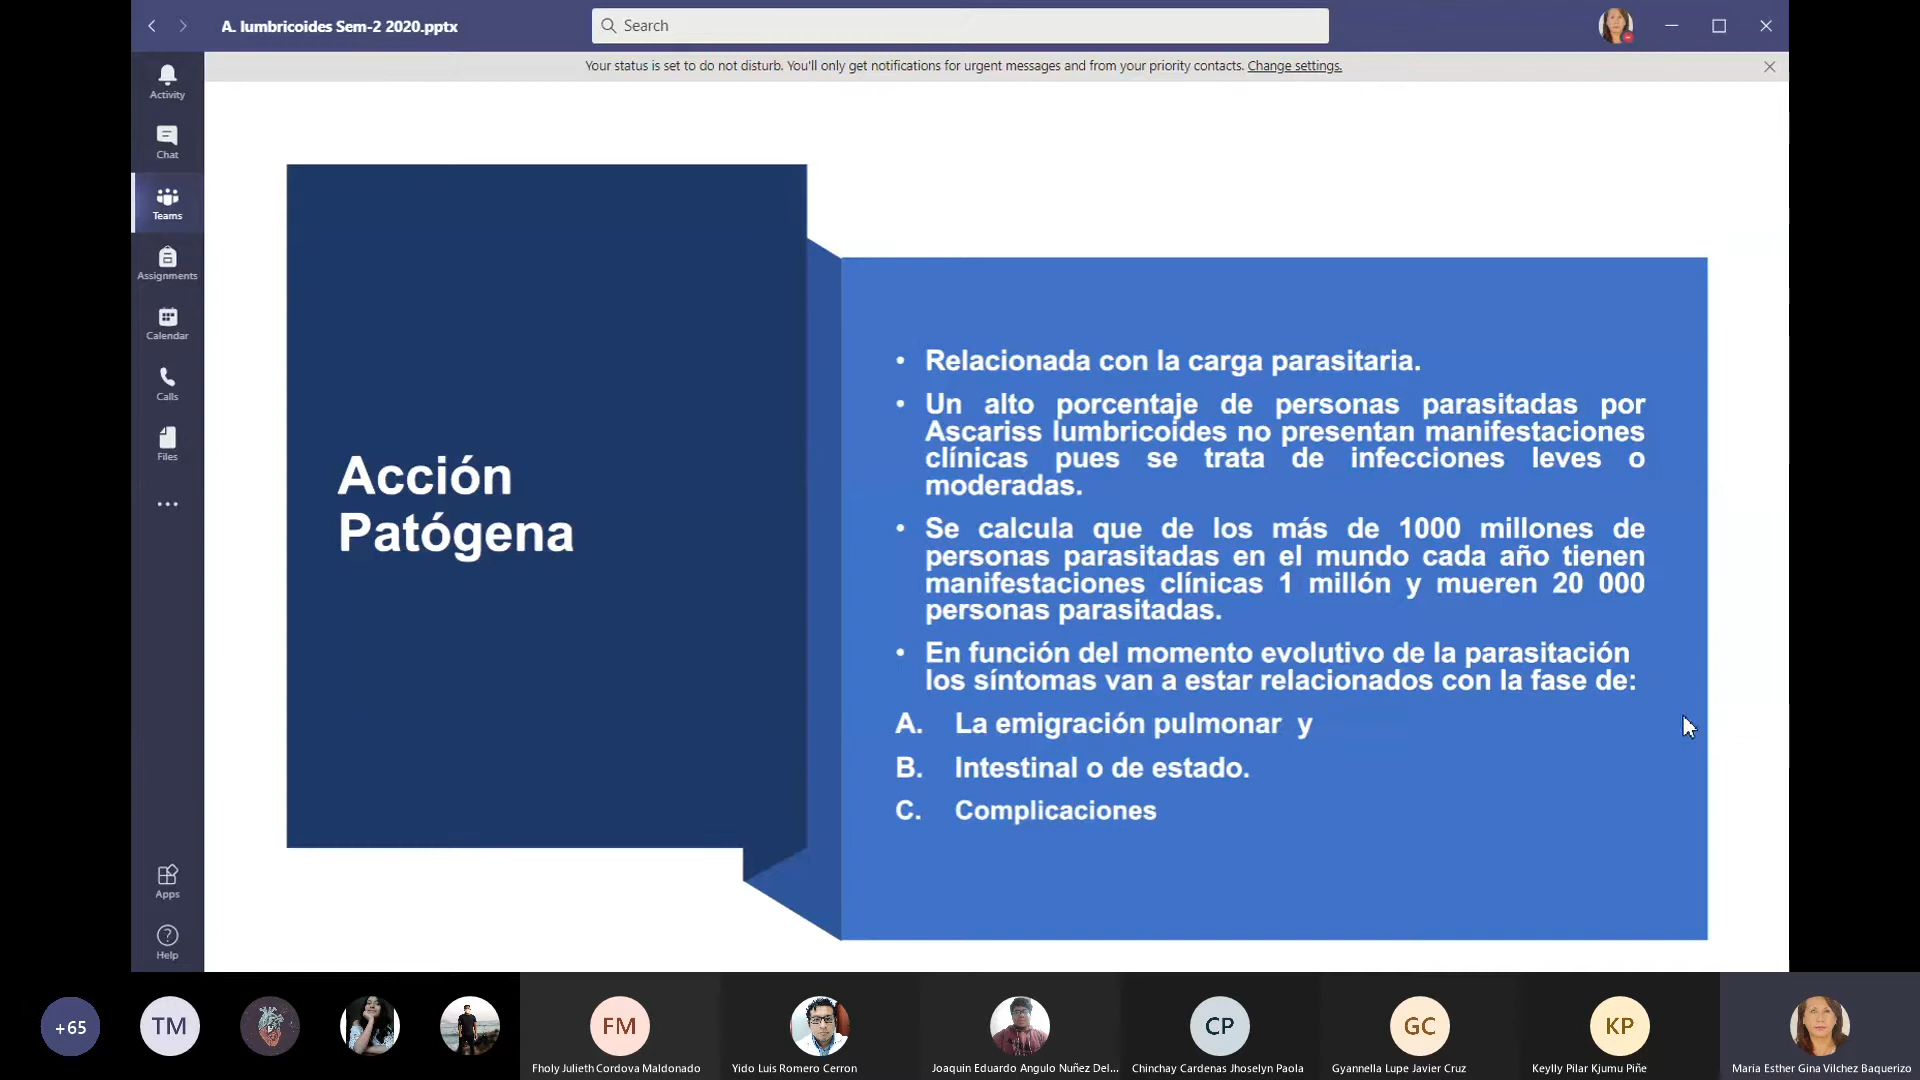 A. lumbricoides Sem-2 2020.pptx
Search
Your status is set to do not disturb. You'll only get notifications for urgent messages and from your priority contacts. Change settings.
Activity
Chat
Teams
Assignments
Calendar
Calls
Files
Apps
Help
Acción
Patógena
• Relacionada con la carga parasitaria.
• Un alto porcentaje de personas parasitadas por
Ascariss lumbricoides no presentan manifestaciones
clínicas pues se trata de infecciones leves o
moderadas.
• Se calcula que de los más de 1000 millones de
personas parasitadas en el mundo cada año tienen
manifestaciones clínicas 1 millón y mueren 20 000
personas parasitadas.
• En función del momento evolutivo de la parasitación
los síntomas van a estar relacionados con la fase de:
A. La emigración pulmonar y
B. Intestinal o de estado.
C. Complicaciones
+65
TM
FM
CP
GC
KP
Fholy Julieth Cordova Maldonado
Yido Luis Romero Cerron
Joaquin Eduardo Angulo Nuñez Del...
Chinchay Cardenas Jhoselyn Paola
Gyannella Lupe Javier Cruz
Keylly Pilar Kjumu Piñe
Maria Esther Gina Vilchez Baquerizo